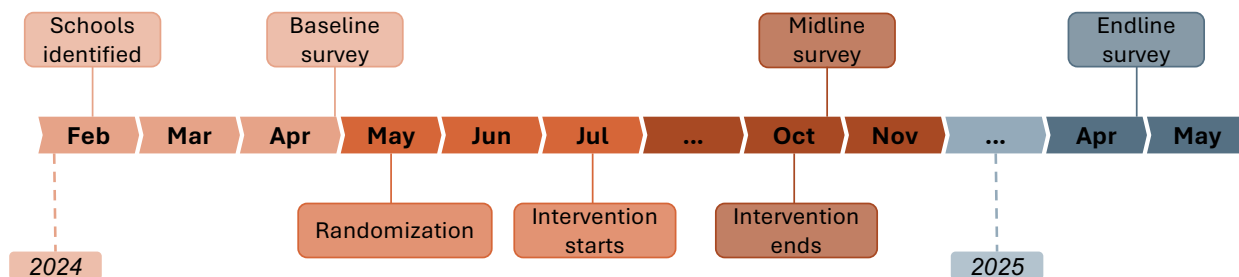 Schools
identified
Baseline
survey
Midline
survey
Endline
survey
Feb
Mar
Apr
May
Jun
Jul
...
Oct
Nov
...
Apr
May
Randomization
Intervention
starts
Intervention
ends
2024
2025